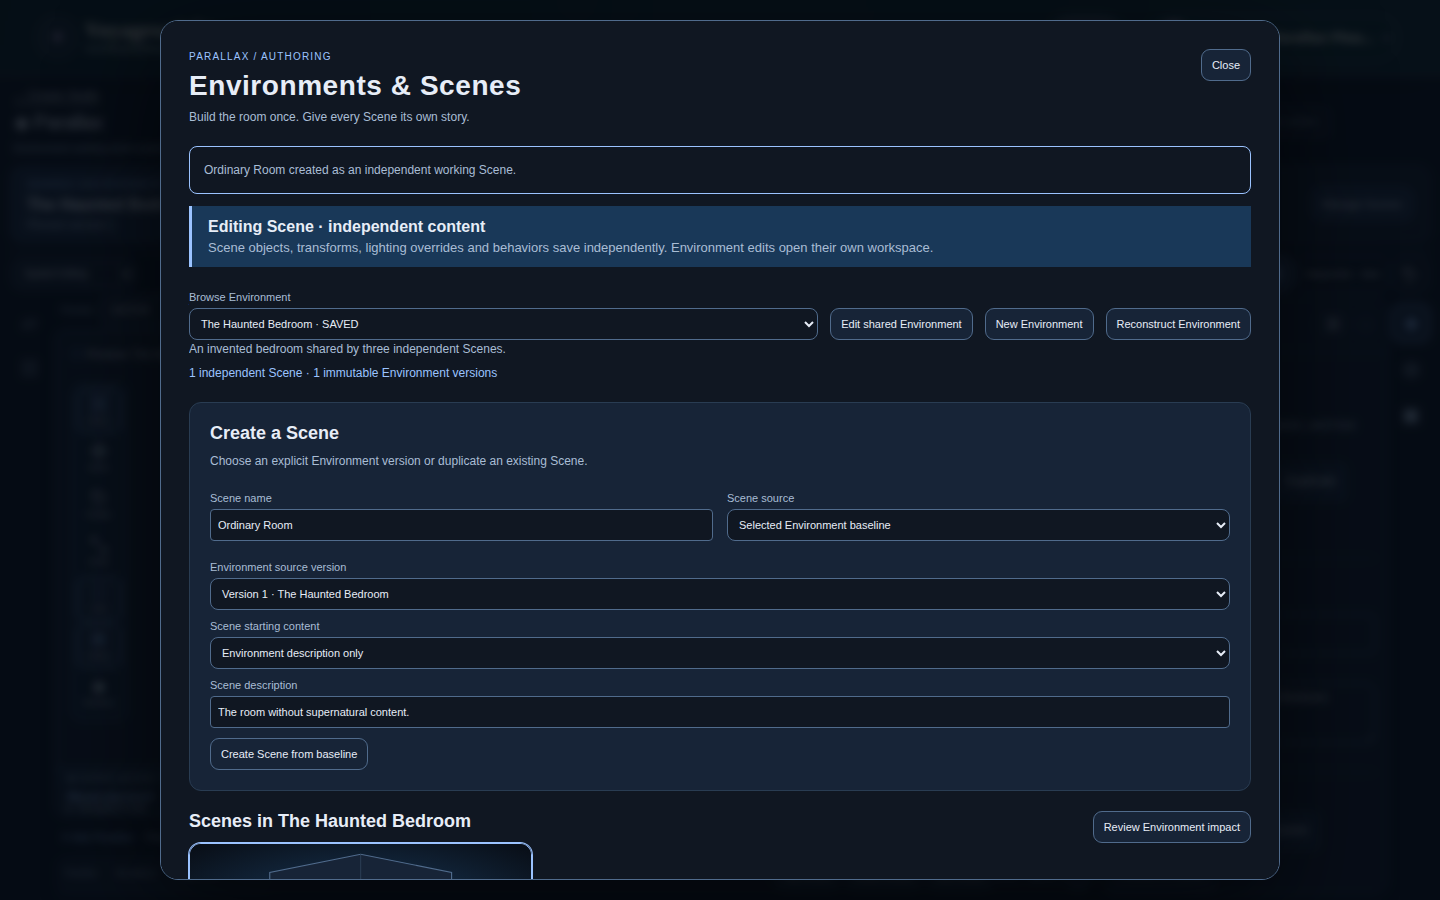 PARALLAX / AUTHORING
Environments & Scenes
Build the room once. Give every Scene its own story.
Close
Ordinary Room created as an independent working Scene.
Editing Scene · independent content
Scene objects, transforms, lighting overrides and behaviors save independently. Environment edits open their own workspace.
Browse Environment
The Haunted Bedroom · SAVED
Edit shared Environment
New Environment
Reconstruct Environment
An invented bedroom shared by three independent Scenes.
1 independent Scene · 1 immutable Environment versions
Create a Scene
Choose an explicit Environment version or duplicate an existing Scene.
Scene name
Scene source
Ordinary Room
Selected Environment baseline
Environment source version
Version 1 · The Haunted Bedroom
Scene starting content
Environment description only
Scene description
The room without supernatural content.
Create Scene from baseline
Scenes in The Haunted Bedroom
Review Environment impact